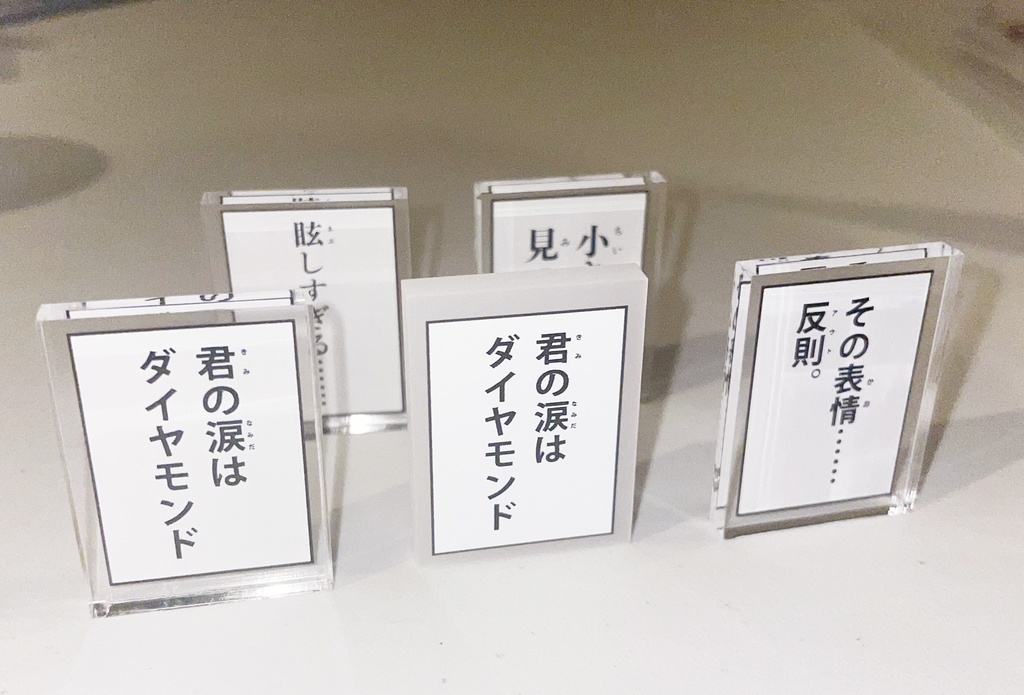 君の涙は
ダイヤモンド
君の涙は
ダイヤモンド
その表情……
反則。
眩しすぎる……
小
見